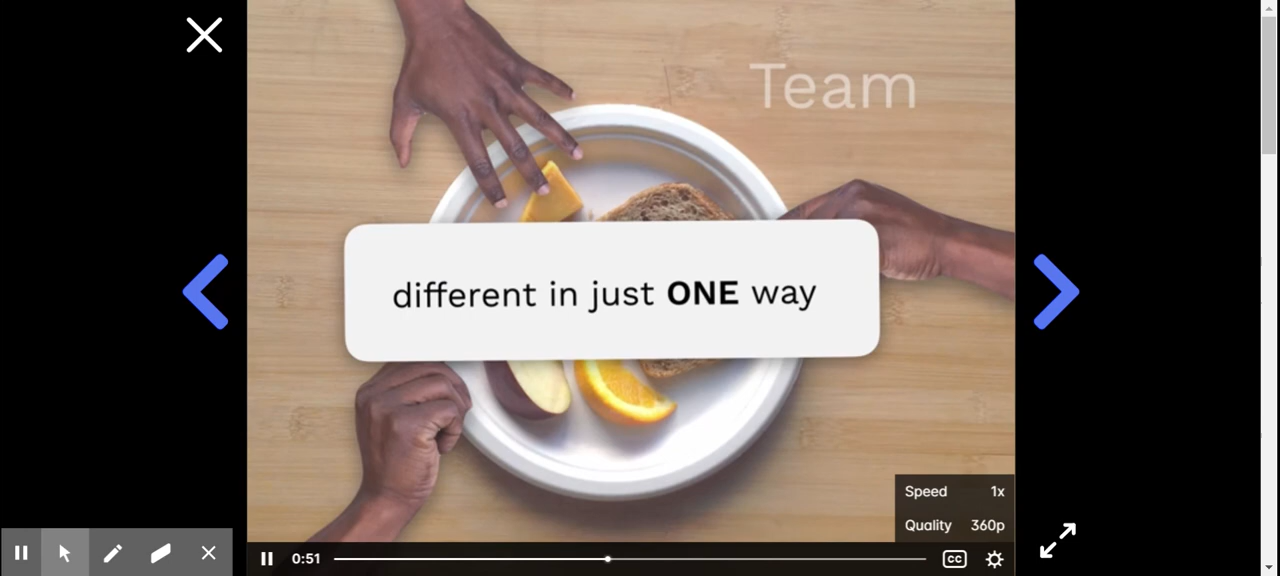 Team
different in just ONE way
Speed 1x
Quality 360p
0:51
CC